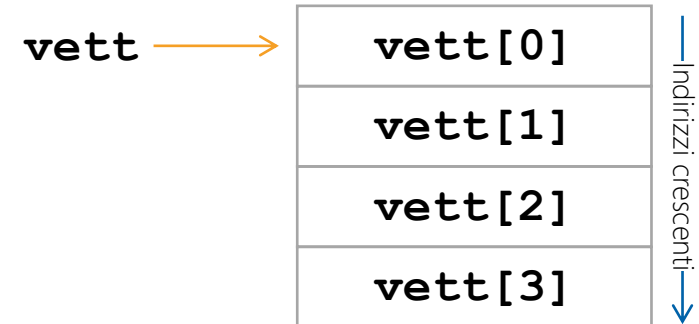 vett
vett[0]
vett[1]
vett[2]
vett[3]
Indirizzi crescenti